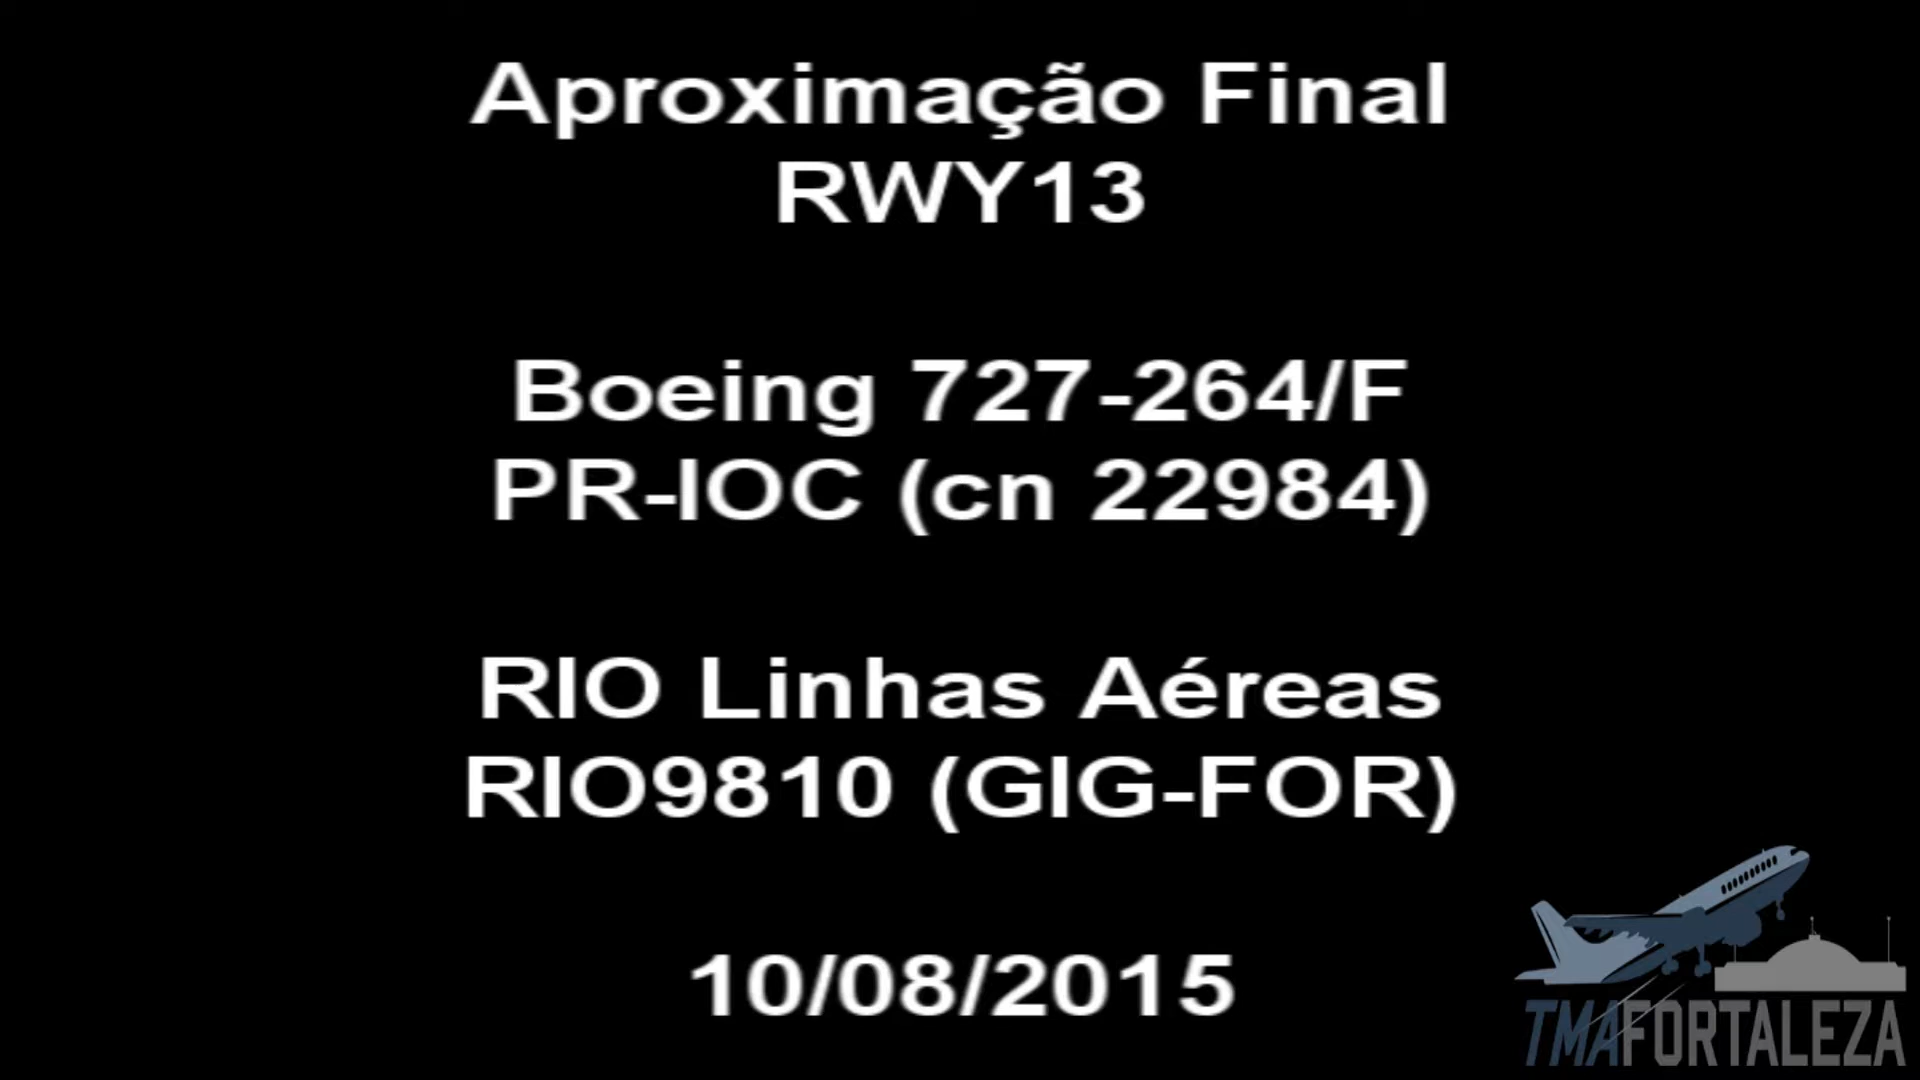 Aproximação Final
RWY13
Boeing 727-264/F
PR-IOC (cn 22984)
RIO Linhas Aéreas
RIO9810 (GIG-FOR)
10/08/2015
TMAFORTALEZA